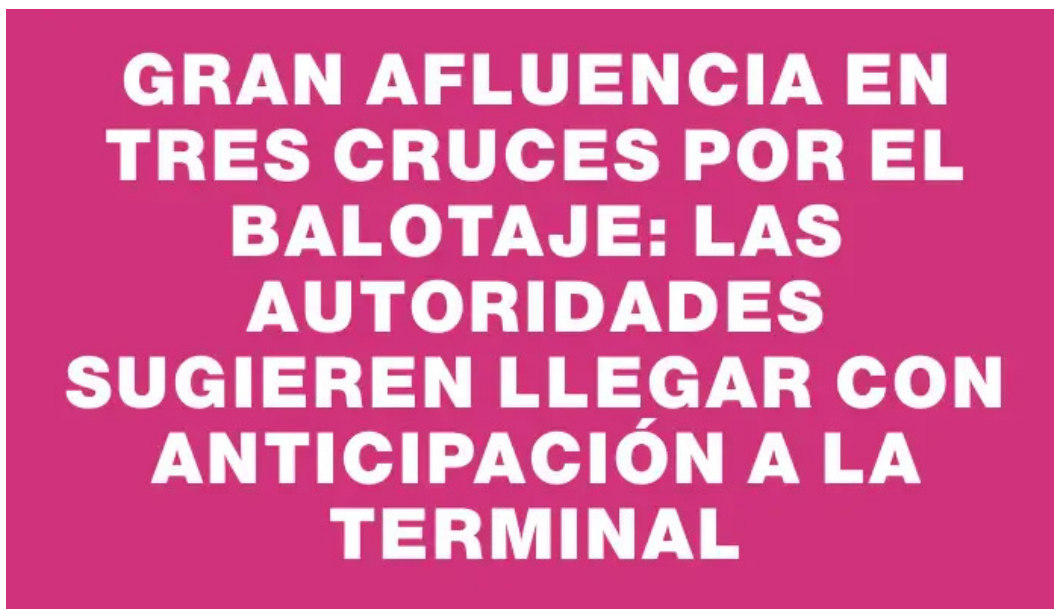 GRAN AFLUENCIA EN
TRES CRUCES POR EL
BALOTAJE: LAS
AUTORIDADES
SUGIEREN LLEGAR CON
ANTICIPACIÓN A LA
TERMINAL